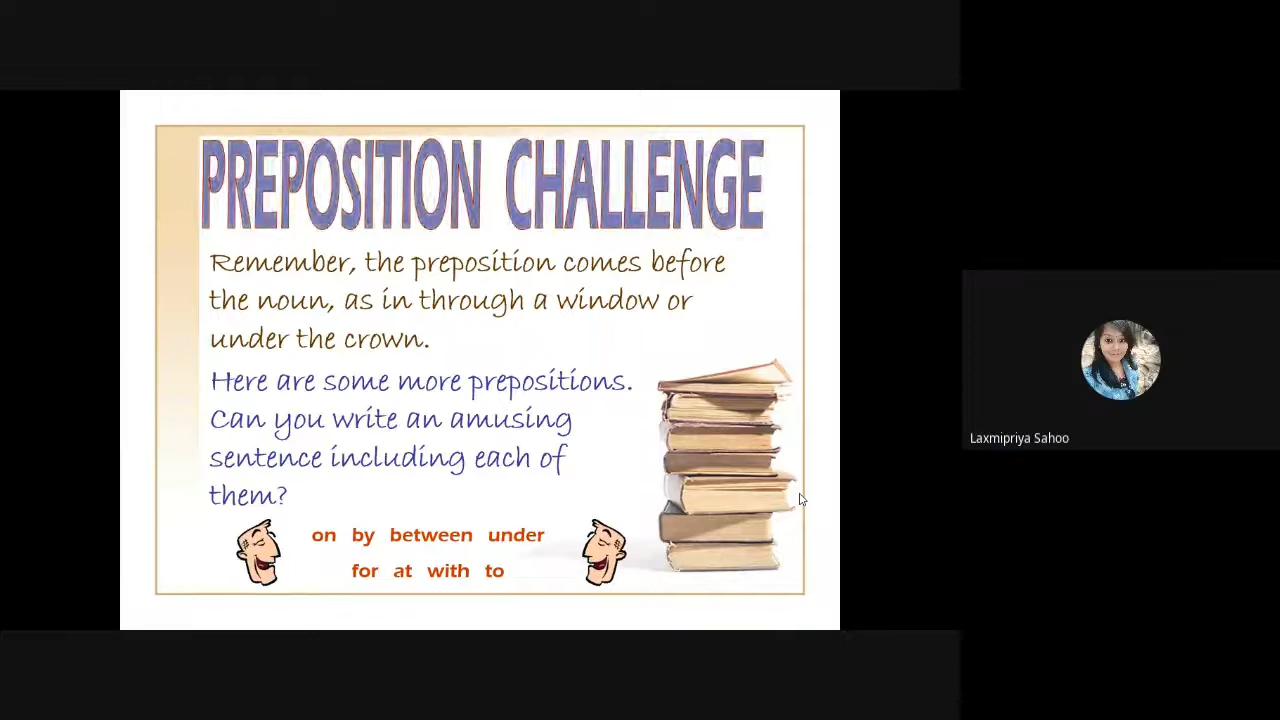 PREPOSITION CHALLENGE
Remember, the preposition comes before
the noun, as in through a window or
under the crown.
Here are some more prepositions.
Can you write an amusing
sentence including each of
them?
on by between under
for at with to
Laxmipriya Sahoo